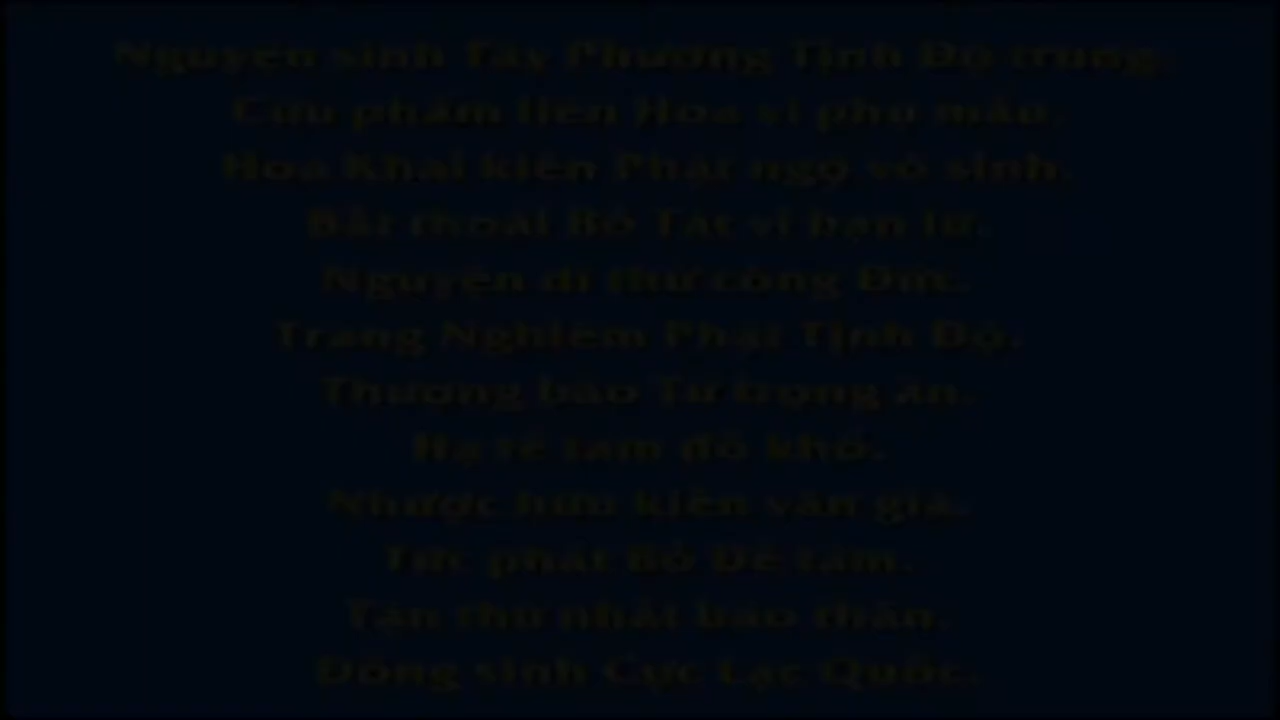 Nguyện sinh Tây Phương Tịnh Độ trung.
Cửu phẩm liên Hoa vi phụ mẫu.
Hoa Khai kiến Phật ngộ vô sinh.
Bất thoái Bồ Tát vi bạn lữ.
Nguyện dĩ thử công Đức.
Trang Nghiêm Phật Tịnh Độ.
Thượng báo Tứ trọng ân.
Hạ tế tam đồ khổ.
Nhược hữu kiến văn giả.
Tức phát Bồ Đề tâm.
Tận thử nhất báo thân.
Đồng sinh Cực Lạc Quốc.